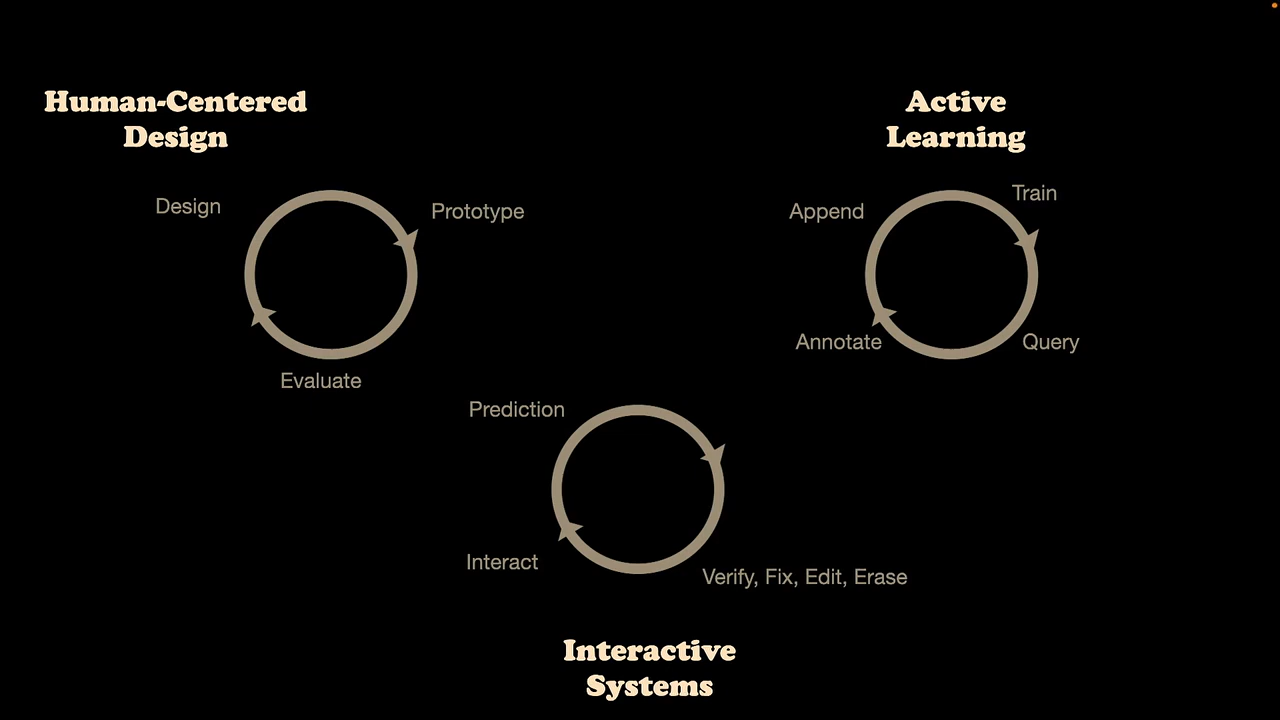 Human-Centered
Design
Design
Prototype
Evaluate
Active
Learning
Append
Train
Annotate
Query
Prediction
Interact
Verify, Fix, Edit, Erase
Interactive
Systems